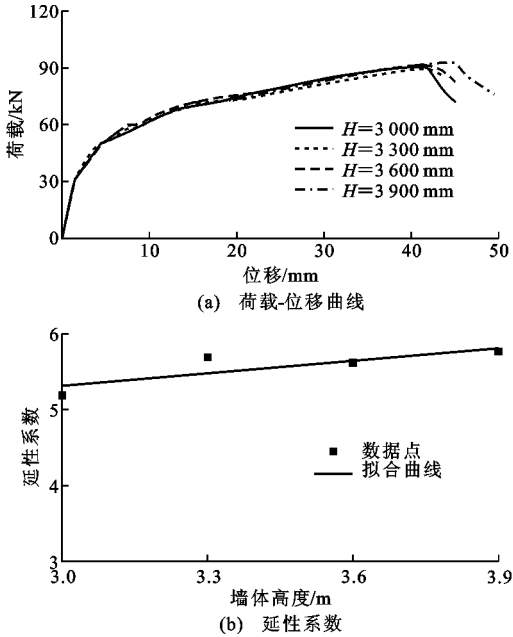 120
90
60
30
0
荷载/kN
H=3 000 mm
H=3 300 mm
H=3 600 mm
H=3 900 mm
10 20 30 40 50
位移/mm
(a) 荷载-位移曲线
6
5
4
3
延性系数
数据点
拟合曲线
3.0 3.3 3.6 3.9
墙体高度/m
(b) 延性系数